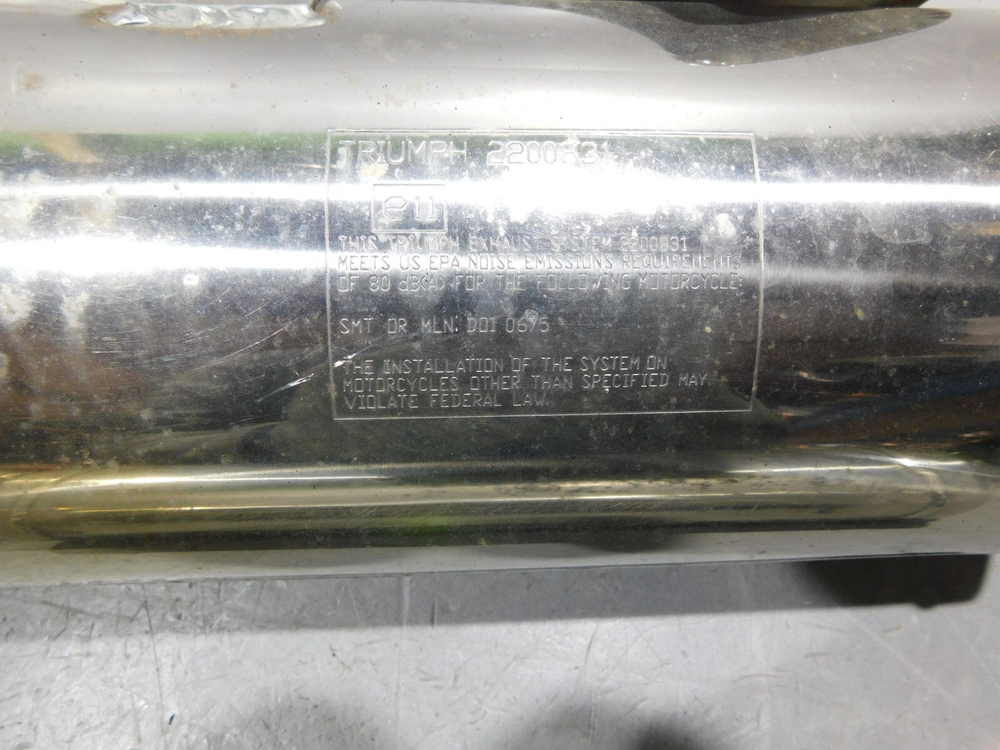 TRIUMPH 2200831
e11
THIS TRIUMPH EXHAUST SYSTEM 2200831
MEETS US EPA NOISE EMISSIONS REQUIREMENTS
OF 80 dB(A) FOR THE FOLLOWING MOTORCYCLE:
SMT OR MLN: DOI 0675
THE INSTALLATION OF THE SYSTEM ON
MOTORCYCLES OTHER THAN SPECIFIED MAY
VIOLATE FEDERAL LAW.